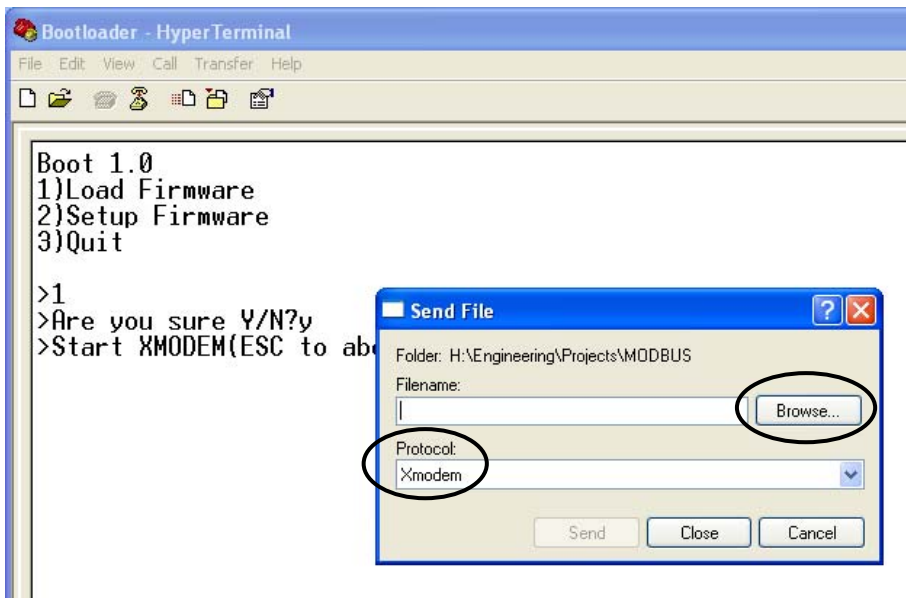 Bootloader - HyperTerminal
File Edit View Call Transfer Help
Boot 1.0
1)Load Firmware
2)Setup Firmware
3)Quit
>1
>Are you sure Y/N?y
>Start XMODEM(ESC to
Send File
Folder: H:\Engineering\Projects\MODBUS
Filename:
Browse...
Protocol:
Xmodem
Send Close Cancel